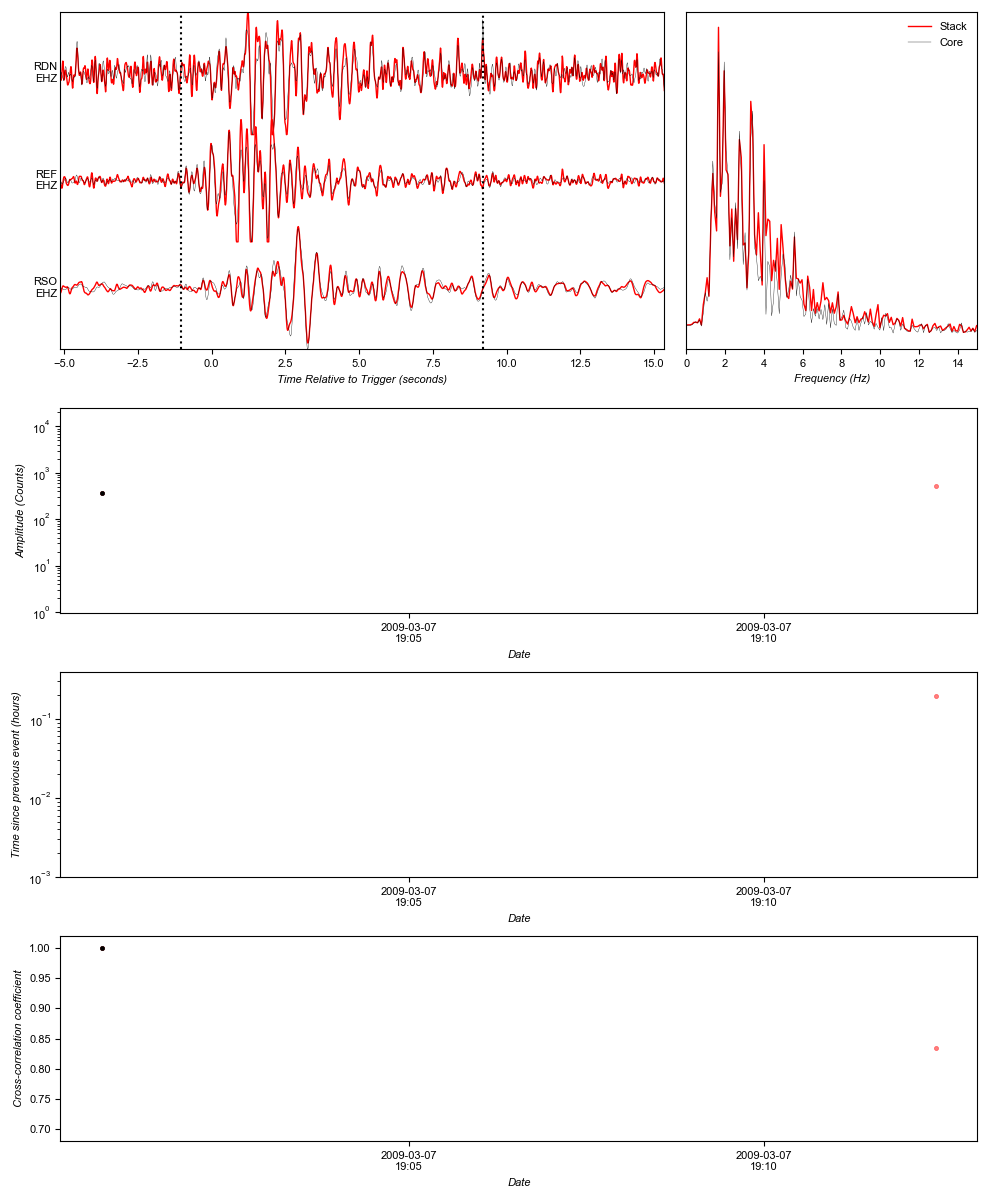 RDN
EHZ
REF
EHZ
RSO
EHZ
−5.0 −2.5 0.0 2.5 5.0 7.5 10.0 12.5 15.0
Time Relative to Trigger (seconds)
Stack
Core
0 2 4 6 8 10 12 14
Frequency (Hz)
10⁴
10³
10²
10¹
10⁰
Amplitude (Counts)
2009-03-07
19:05
2009-03-07
19:10
Date
10⁻¹
10⁻²
10⁻³
Time since previous event (hours)
2009-03-07
19:05
2009-03-07
19:10
Date
1.00
0.95
0.90
0.85
0.80
0.75
0.70
Cross-correlation coefficient
2009-03-07
19:05
2009-03-07
19:10
Date